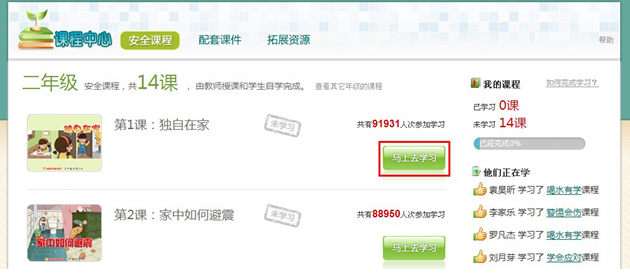 课程中心 安全课程 配套课件 拓展资源 帮助
二年级 安全课程，共14课，由教师授课和学生自学完成。 查看其它年级的课程
独自在家
第1课：独自在家 未学习 共有91931人次参加学习
马上去学习
家中如何避震
第2课：家中如何避震 未学习 共有88950人次参加学习
马上去学习
我的课程 如何完成学习？
已学习 0课
未学习 14课
已经完成0%
他们正在学
袁昊昕 学习了 喝水有学课程
李家乐 学习了 警惕会伤课程
罗凡杰 学习了 喝水有学课程
刘月芽 学习了 学会应对课程